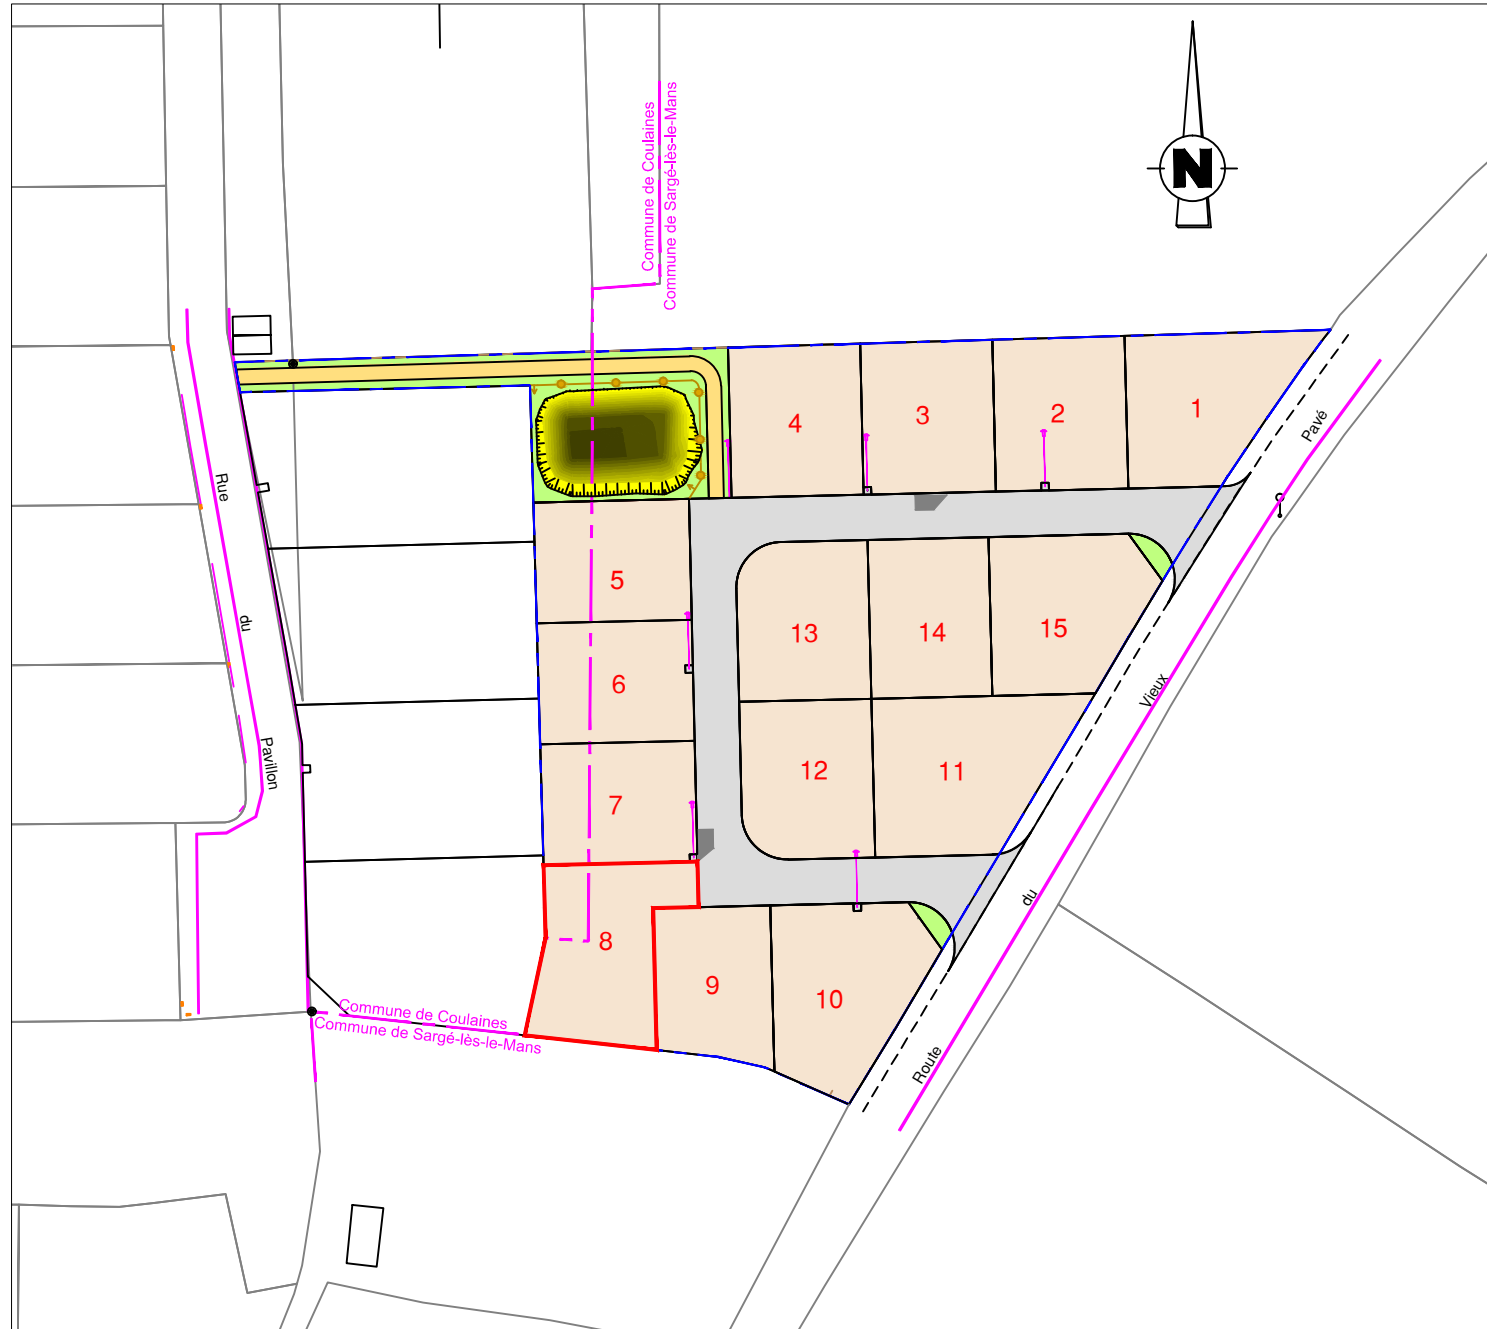 Commune de Coulaines
Commune de Sargé-lès-le-Mans
N
4
3
2
1
Pavé
Rue
5
13
14
15
du
6
Vieux
Pavillon
7
12
11
8
9
10
du
Commune de Coulaines
Commune de Sargé-lès-le-Mans
Route